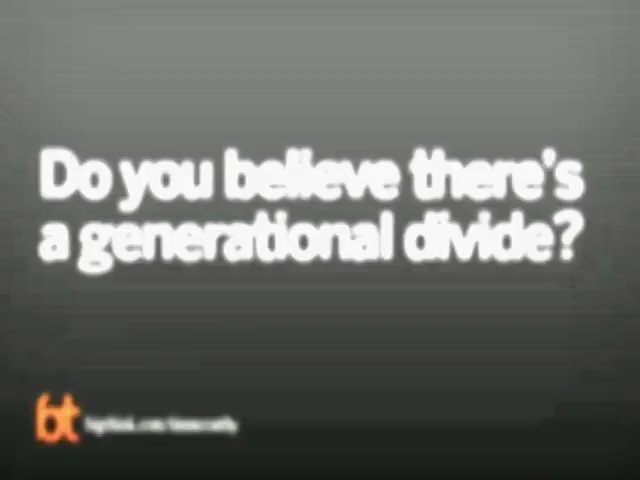 Do you believe there's
a generational divide?
bt